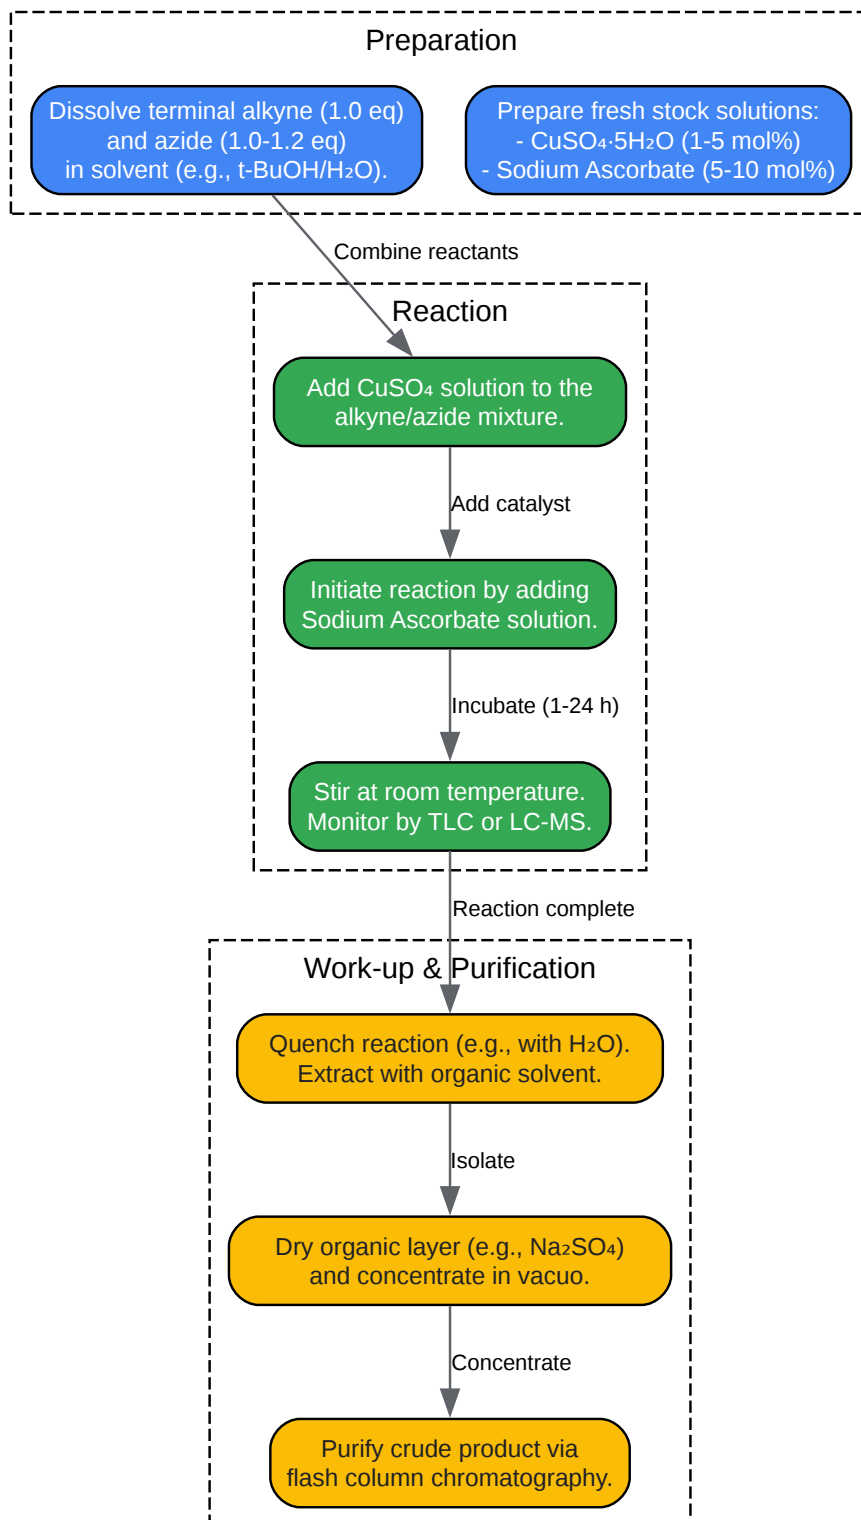 Preparation
Dissolve terminal alkyne (1.0 eq)
and azide (1.0-1.2 eq)
in solvent (e.g., t-BuOH/H₂O).
Prepare fresh stock solutions:
- CuSO₄·5H₂O (1-5 mol%)
- Sodium Ascorbate (5-10 mol%)
Combine reactants
Reaction
Add CuSO₄ solution to the
alkyne/azide mixture.
Add catalyst
Initiate reaction by adding
Sodium Ascorbate solution.
Incubate (1-24 h)
Stir at room temperature.
Monitor by TLC or LC-MS.
Reaction complete
Work-up & Purification
Quench reaction (e.g., with H₂O).
Extract with organic solvent.
Isolate
Dry organic layer (e.g., Na₂SO₄)
and concentrate in vacuo.
Concentrate
Purify crude product via
flash column chromatography.